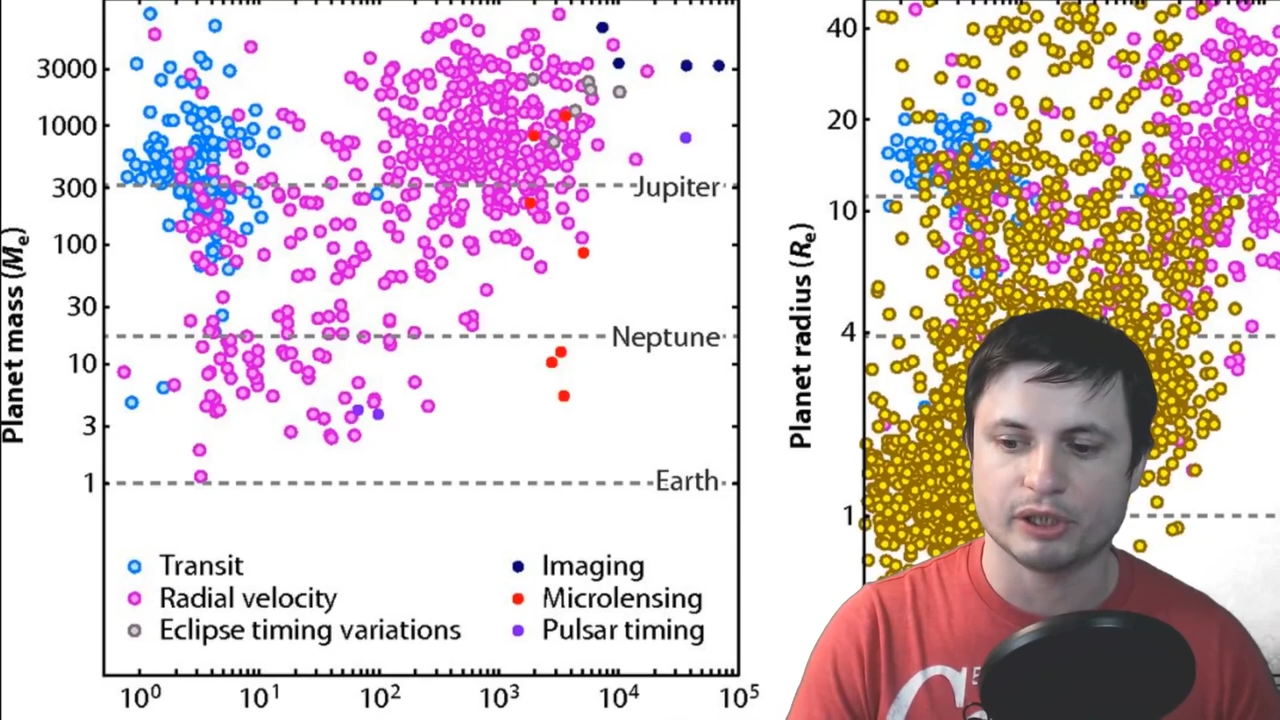 Planet mass (Me)
3000
1000
300
100
30
10
3
1
Jupiter
Neptune
Earth
Transit
Radial velocity
Eclipse timing variations
Imaging
Microlensing
Pulsar timing
10⁰ 10¹ 10² 10³ 10⁴ 10⁵
Planet radius (Re)
40
20
10
4
1